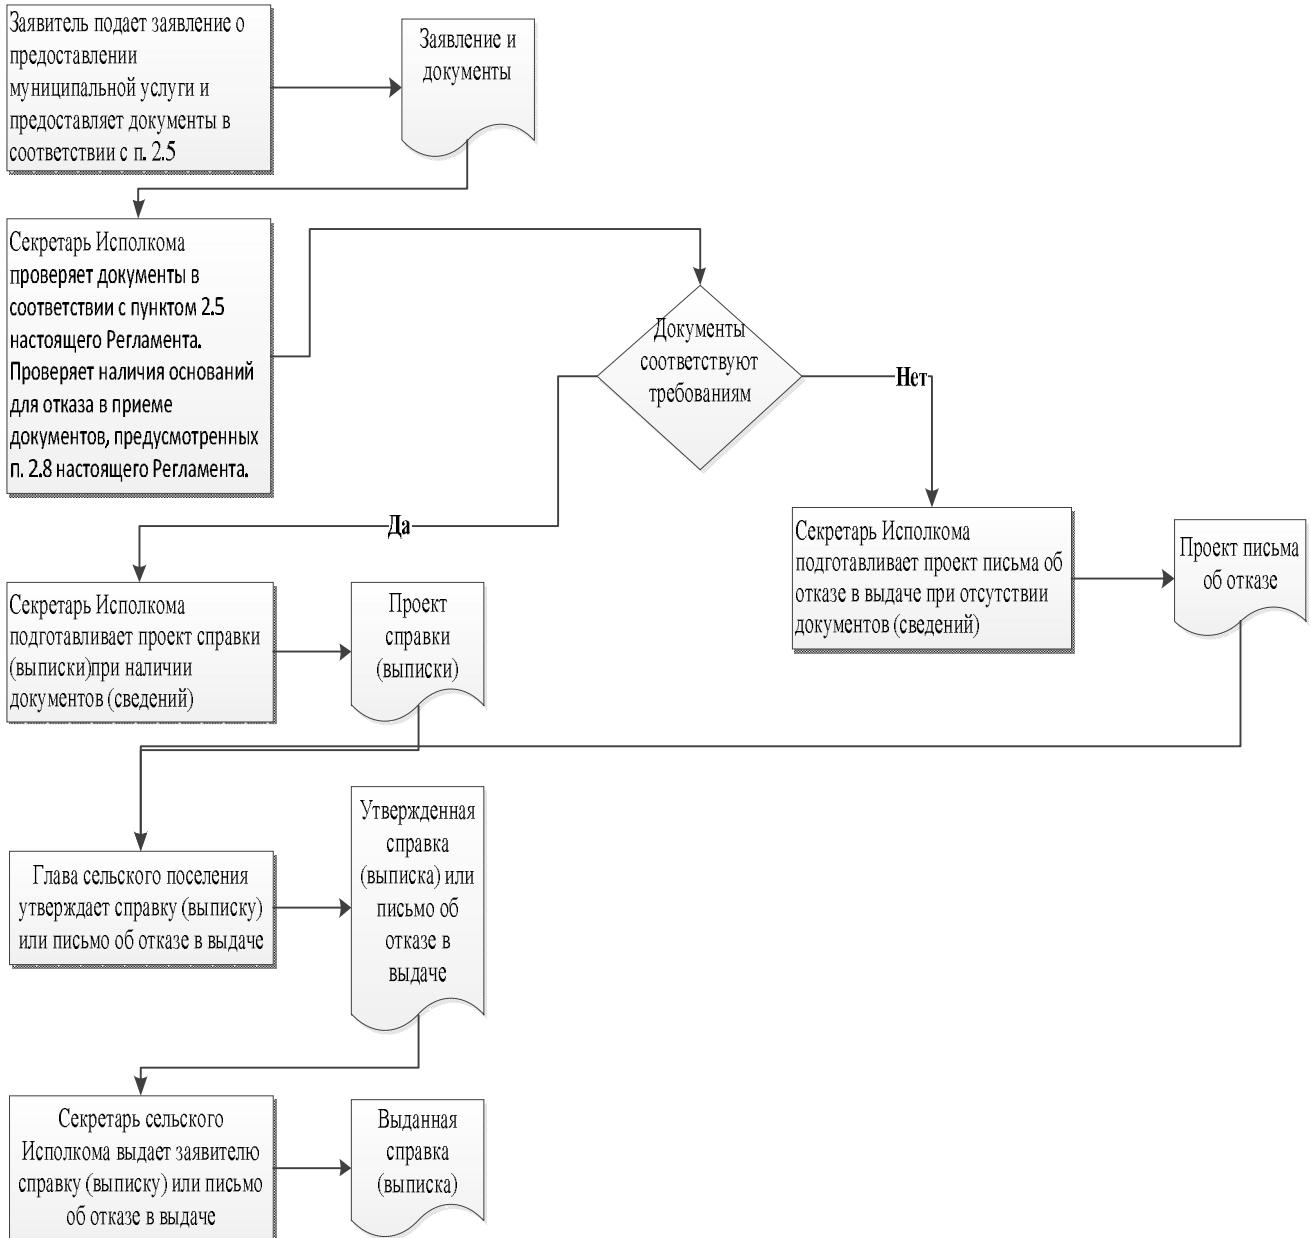 Заявитель подает заявление о
предоставлении
муниципальной услуги и
предоставляет документы в
соответствии с п. 2.5
Заявление и
документы
Секретарь Исполкома
проверяет документы в
соответствии с пунктом 2.5
настоящего Регламента.
Проверяет наличия оснований
для отказа в приеме
документов, предусмотренных
п. 2.8 настоящего Регламента.
Документы
соответствуют
требованиям
Нет
Да
Секретарь Исполкома
подготавливает проект письма об
отказе в выдаче при отсутствии
документов (сведений)
Проект письма
об отказе
Секретарь Исполкома
подготавливает проект справки
(выписки)при наличии
документов (сведений)
Проект
справки
(выписки)
Глава сельского поселения
утверждает справку (выписку)
или письмо об отказе в выдаче
Утвержденная
справка
(выписка) или
письмо об
отказе в
выдаче
Секретарь сельского
Исполкома выдает заявителю
справку (выписку) или письмо
об отказе в выдаче
Выданная
справка
(выписка)